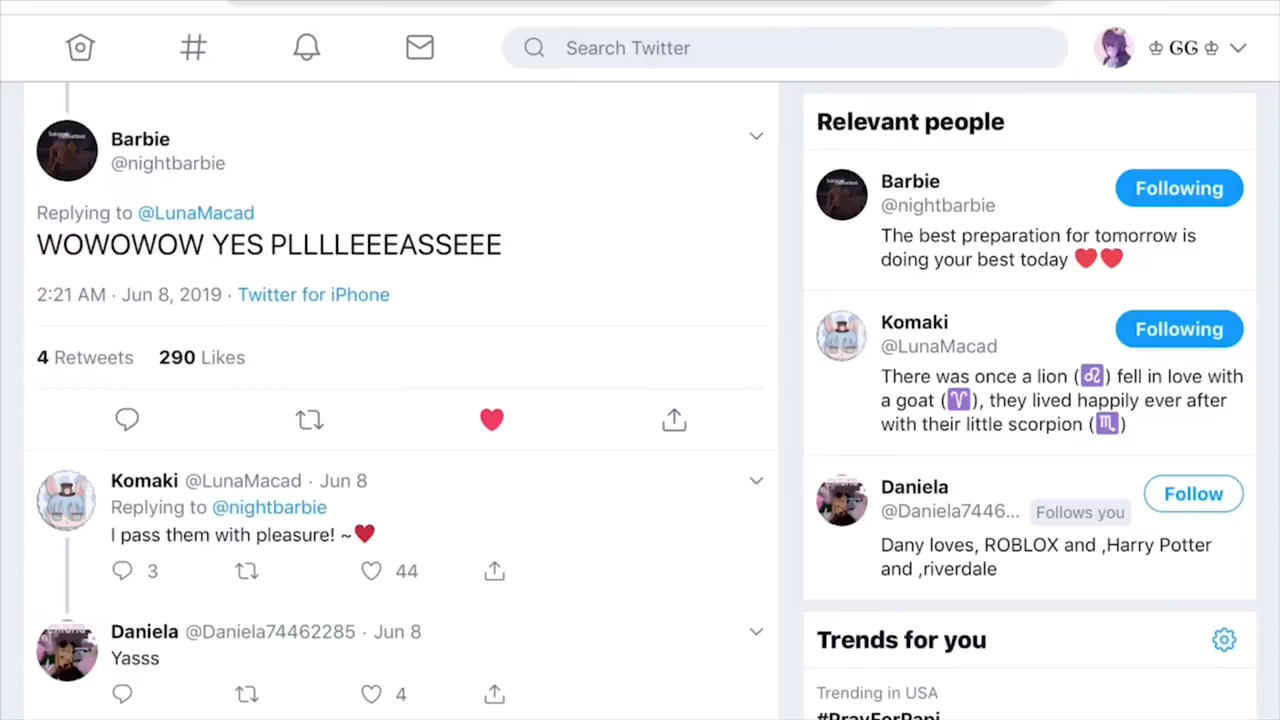 Search Twitter
♔ GG ♔
Barbie
@nightbarbie
Replying to @LunaMacad
WOWOWOW YES PLLLLEEEASSEEE
2:21 AM · Jun 8, 2019 · Twitter for iPhone
4 Retweets 290 Likes
Komaki @LunaMacad · Jun 8
Replying to @nightbarbie
I pass them with pleasure! ~♥
3 44
Daniela @Daniela74462285 · Jun 8
Yasss
4
Relevant people
Barbie
Following
@nightbarbie
The best preparation for tomorrow is
doing your best today ♥♥
Komaki
Following
@LunaMacad
There was once a lion (♌) fell in love with
a goat (♈), they lived happily ever after
with their little scorpion (♏)
Daniela
Follow
@Daniela7446... Follows you
Dany loves, ROBLOX and ,Harry Potter
and ,riverdale
Trends for you
Trending in USA
#PrayForPapi